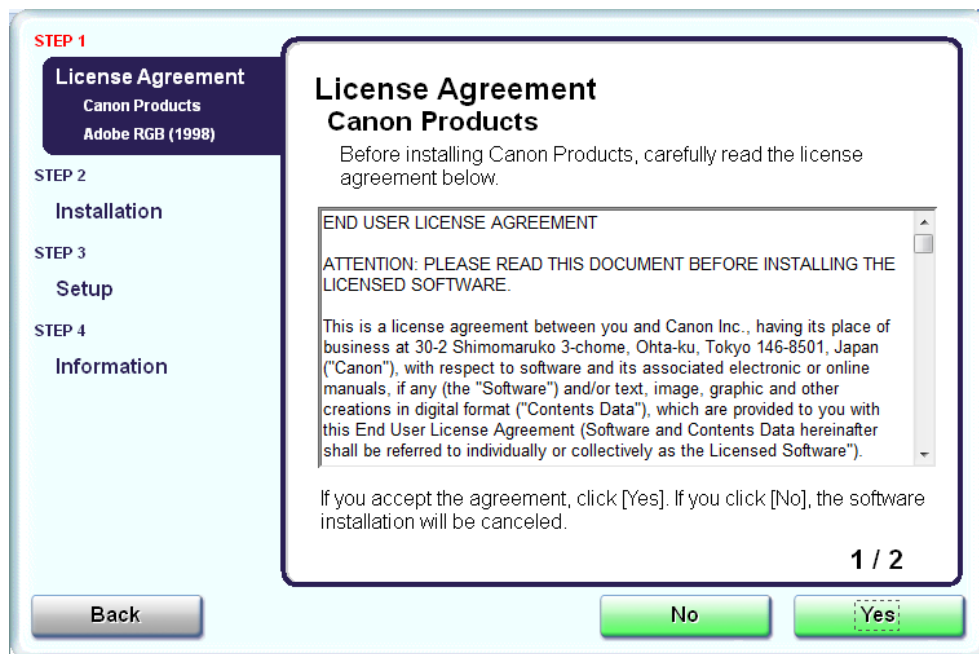 STEP 1
License Agreement
Canon Products
Adobe RGB (1998)
STEP 2
Installation
STEP 3
Setup
STEP 4
Information
License Agreement
Canon Products
Before installing Canon Products, carefully read the license
agreement below.
END USER LICENSE AGREEMENT
ATTENTION: PLEASE READ THIS DOCUMENT BEFORE INSTALLING THE
LICENSED SOFTWARE.
This is a license agreement between you and Canon Inc., having its place of
business at 30-2 Shimomaruko 3-chome, Ohta-ku, Tokyo 146-8501, Japan
("Canon"), with respect to software and its associated electronic or online
manuals, if any (the "Software") and/or text, image, graphic and other
creations in digital format ("Contents Data"), which are provided to you with
this End User License Agreement (Software and Contents Data hereinafter
shall be referred to individually or collectively as the Licensed Software").
If you accept the agreement, click [Yes]. If you click [No], the software
installation will be canceled.
1 / 2
Back
No
Yes